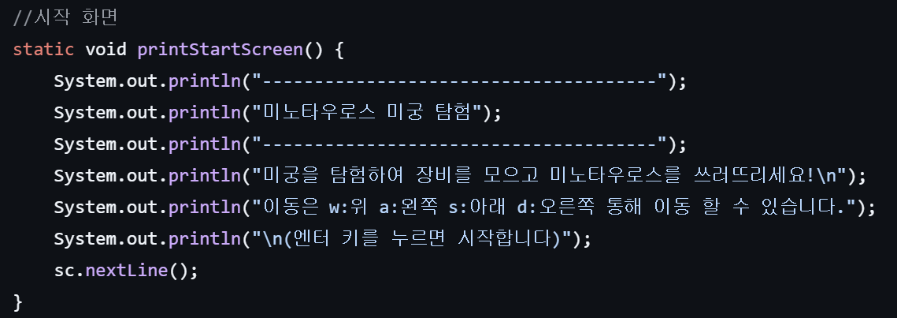 //시작 화면
static void printStartScreen() {
    System.out.println("--------------------------------------");
    System.out.println("미노타우로스 미궁 탐험");
    System.out.println("--------------------------------------");
    System.out.println("미궁을 탐험하여 장비를 모으고 미노타우로스를 쓰러뜨리세요!\n");
    System.out.println("이동은 w:위 a:왼쪽 s:아래 d:오른쪽 통해 이동 할 수 있습니다.");
    System.out.println("\n(엔터 키를 누르면 시작합니다)");
    sc.nextLine();
}